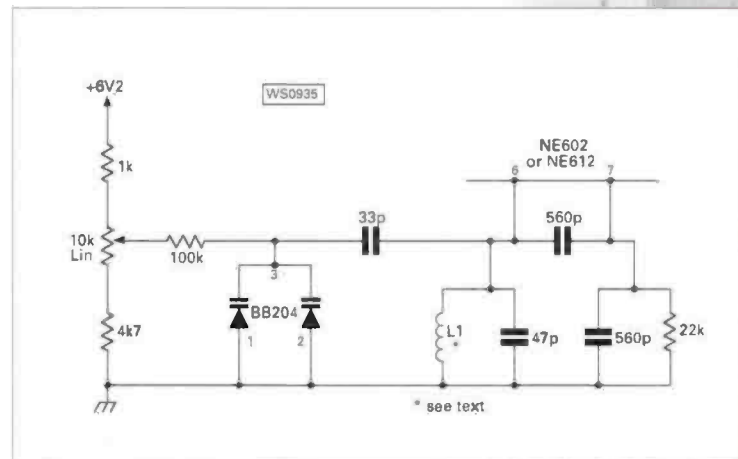 +6V2
WS0935
1k
NE602
or NE612
6
7
10k
Lin
100k
33p
560p
3
BB204
1
2
4k7
L1
*
47p
560p
22k
* see text